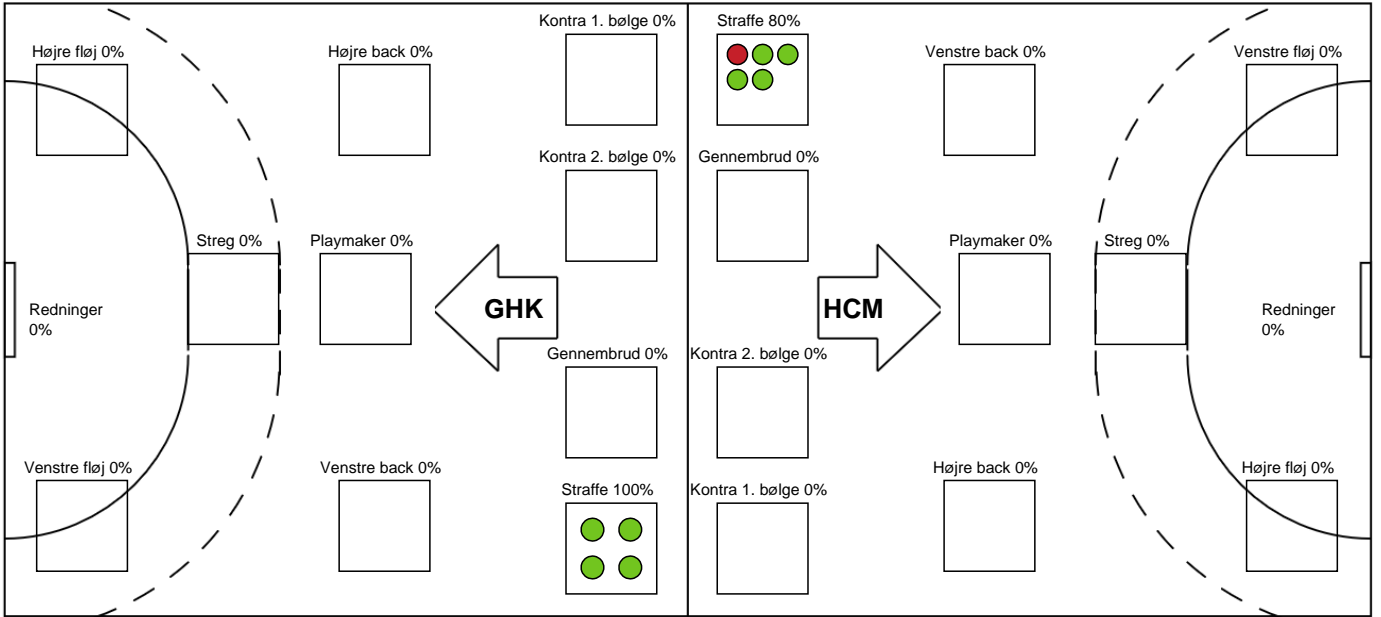 Kontra 1. bølge 0%
Straffe 80%
Højre fløj 0%
Højre back 0%
Venstre back 0%
Venstre fløj 0%
Kontra 2. bølge 0%
Gennembrud 0%
Streg 0%
Playmaker 0%
Playmaker 0%
Streg 0%
Redninger
0%
GHK
HCM
Redninger
0%
Gennembrud 0%
Kontra 2. bølge 0%
Venstre fløj 0%
Venstre back 0%
Højre back 0%
Højre fløj 0%
Straffe 100%
Kontra 1. bølge 0%